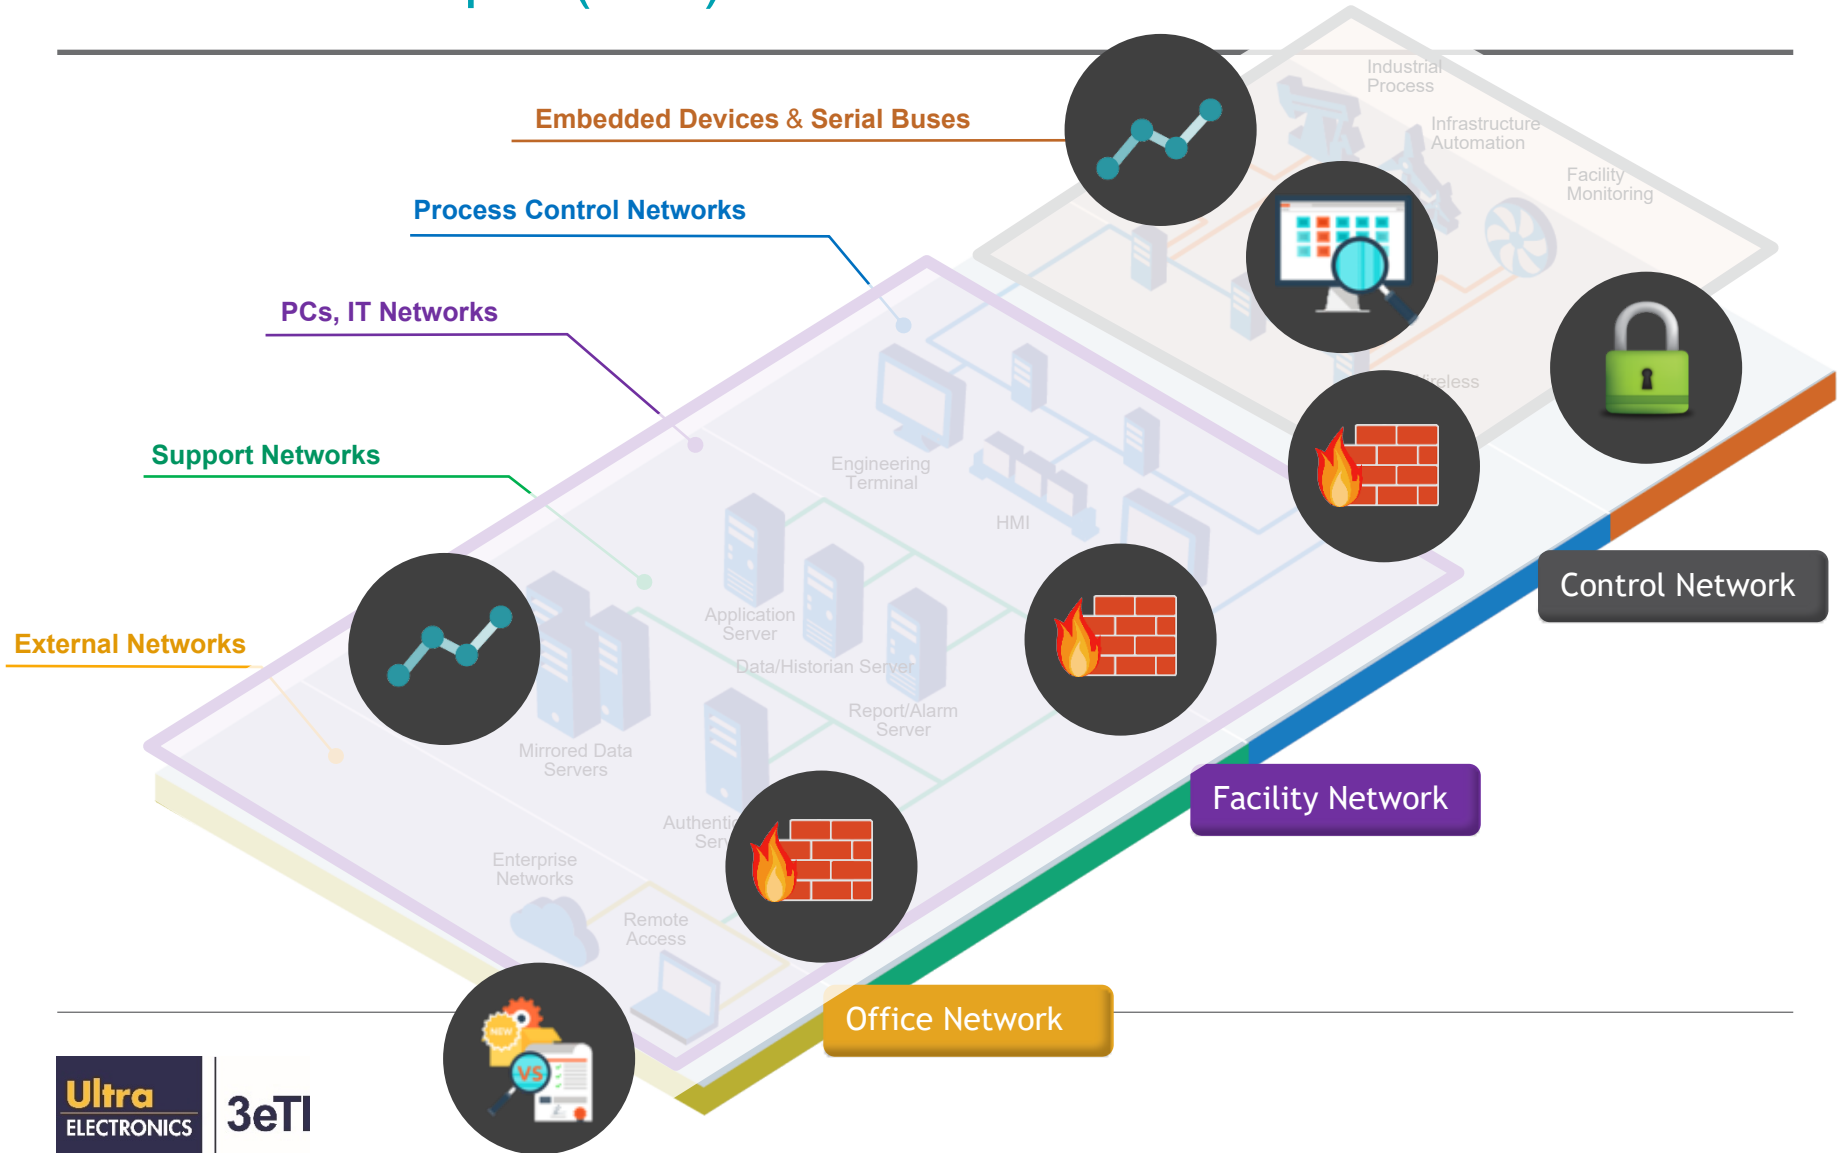 Industrial
Process
Embedded Devices & Serial Buses
Infrastructure
Automation
Facility
Monitoring
Process Control Networks
PCs, IT Networks
Support Networks
Engineering
Terminal
HMI
Control Network
Application
Server
External Networks
Data/Historian Server
Report/Alarm
Server
Mirrored Data
Servers
Facility Network
Enterprise
Networks
Remote
Access
Office Network
NEW
VS
Ultra
ELECTRONICS
3eTI